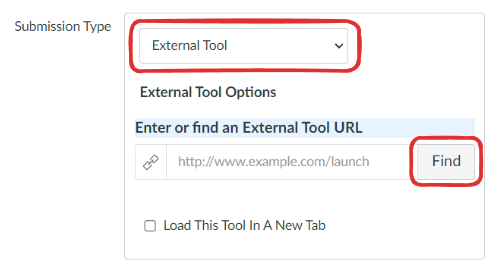 Submission Type
External Tool
External Tool Options
Enter or find an External Tool URL
http://www.example.com/launch
Find
Load This Tool In A New Tab